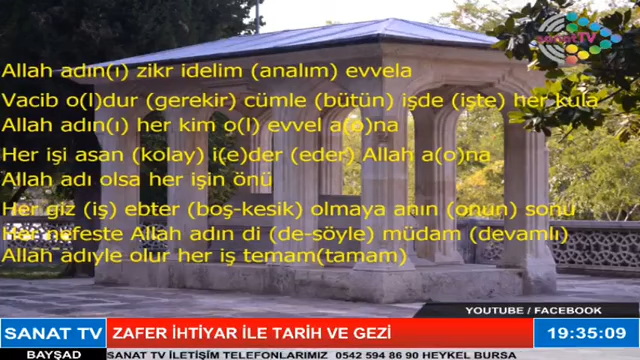 sanat TV
Allah adın(ı) zikr idelim (analım) evvela
Vacib o(l)dur (gerekir) cümle (bütün) işde (işte) her kula
Allah adın(ı) her kim o(l) evvel a(o)na
Her işi asan (kolay) i(e)der (eder) Allah a(o)na
Allah adı olsa her işin önü
Her giz (iş) ebter (boş-kesik) olmaya anın (onun) sonu
Her nefeste Allah adın di (de-söyle) müdam (devamlı)
Allah adıyle olur her iş temam(tamam)
YOUTUBE / FACEBOOK
SANAT TV ZAFER İHTİYAR İLE TARİH VE GEZİ 19:35:09
BAYŞAD SANAT TV İLETİŞİM TELEFONLARIMIZ 0542 594 86 90 HEYKEL BURSA